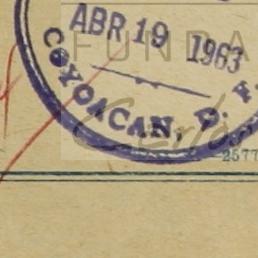 ABR 19 1963
COYOACAN, D. F.
FUNDA
2577